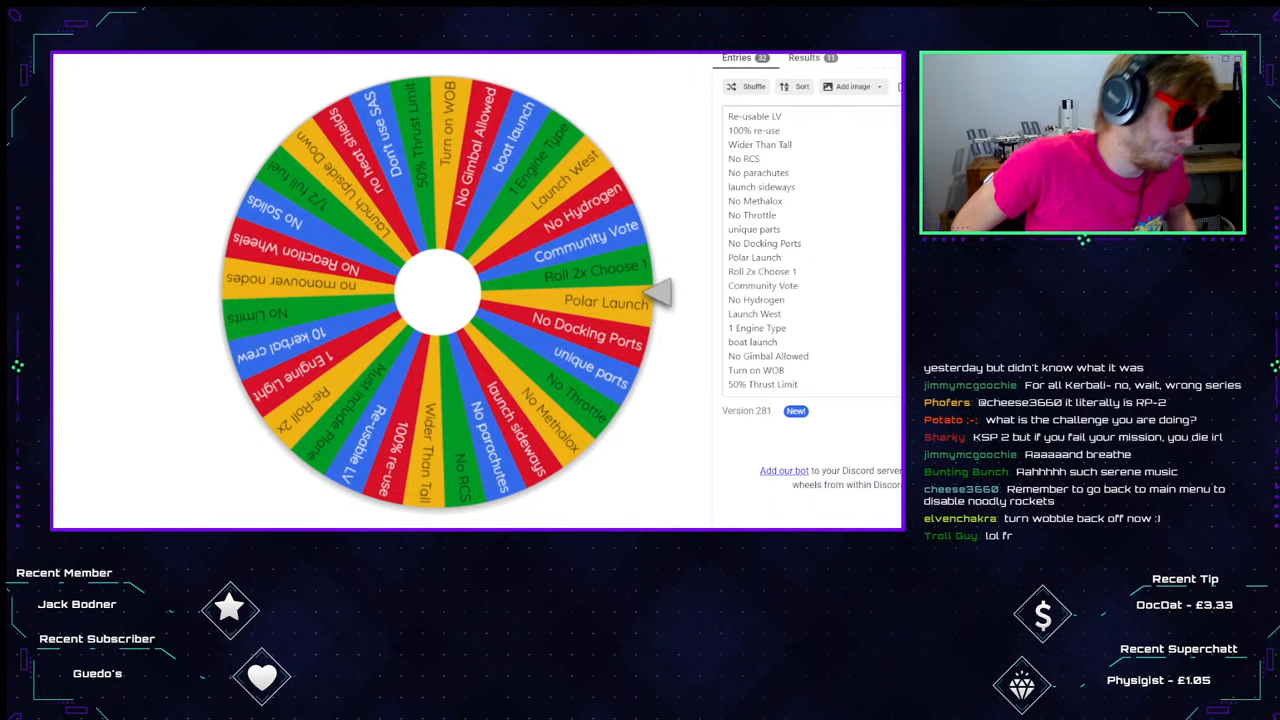 Entries 32 Results 11
Shuffle Sort Add image
Re-usable LV
100% re-use
Wider Than Tall
No RCS
No parachutes
launch sideways
No Methalox
No Throttle
unique parts
No Docking Ports
Polar Launch
Roll 2x Choose 1
Community Vote
No Hydrogen
Launch West
1 Engine Type
boat launch
No Gimbal Allowed
Turn on WOB
50% Thrust Limit
Version 281 New!
Add our bot to your Discord server
wheels from within Discor
Turn on WOB
No Gimbal Allowed
boat launch
1 Engine Type
Launch West
No Hydrogen
Community Vote
Roll 2x Choose 1
Polar Launch
No Docking Ports
unique parts
No Throttle
No Methalox
launch sideways
No parachutes
No RCS
Wider Than Tall
100% re-use
Re-usable LV
Must include Plane
Re-Roll 2x
1 Engine Light
10 kerbal crew
No Limits
no manouver nodes
No Reaction Wheels
No Solids
1/2 full fuel
Launch Upside Down
no heat shields
Don't use SAS
50% Thrust Limit
yesterday but didn't know what it was
jimmymcgoochie: For all Kerbali- no, wait, wrong series
Phofers: @cheese3660 it literally is RP-2
Potato ;-;: what is the challenge you are doing?
Sharky: KSP 2 but if you fail your mission, you die irl
jimmymcgoochie: Aaaaaand breathe
Bunting Bunch: Aahhhhh such serene music
cheese3660: Remember to go back to main menu to
disable noodly rockets
elvenchakra: turn wobble back off now :)
Troll Guy: lol fr
Recent Member
Jack Bodner
Recent Subscriber
Guedo's
Recent Tip
DocDat - £3.33
Recent Superchatt
Physigist - £1.05